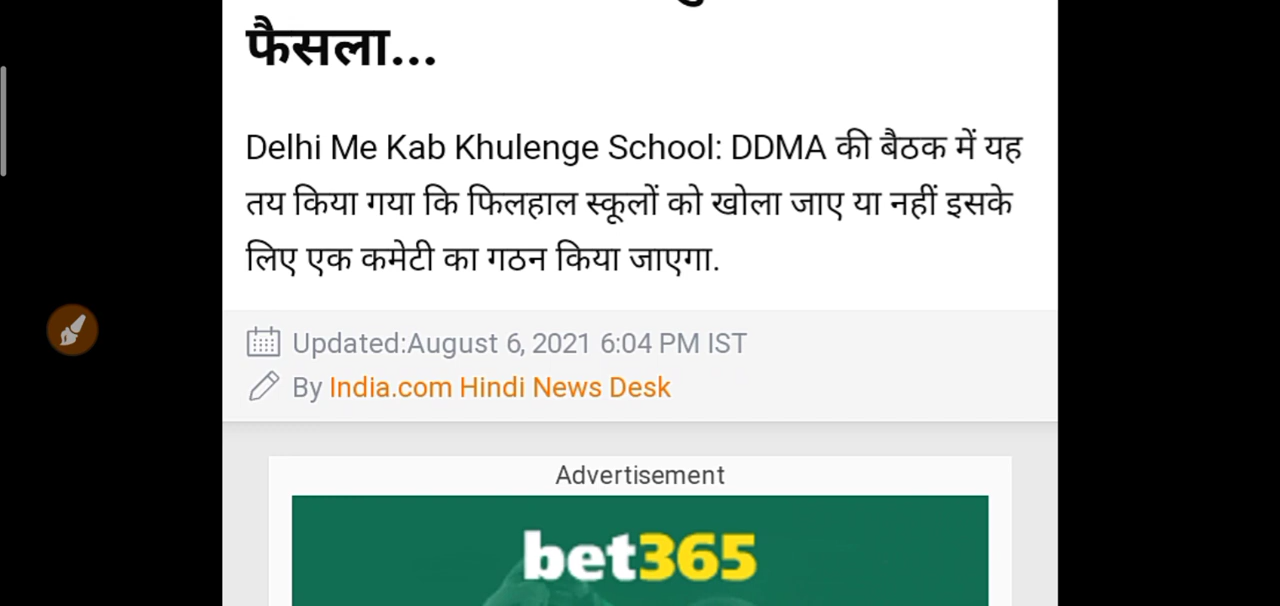 फैसला...
Delhi Me Kab Khulenge School: DDMA की बैठक में यह
तय किया गया कि फिलहाल स्कूलों को खोला जाए या नहीं इसके
लिए एक कमेटी का गठन किया जाएगा.
Updated:August 6, 2021 6:04 PM IST
By India.com Hindi News Desk
Advertisement
bet365